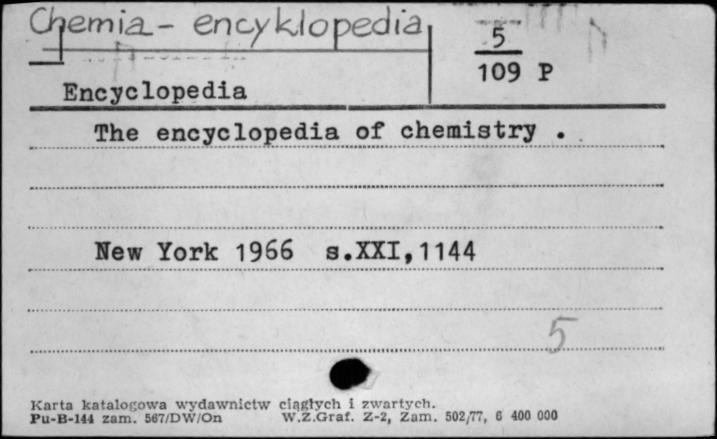 Chemia - encyklopedia
5
109 P
Encyclopedia
The encyclopedia of chemistry .
New York 1966 s.XXI,1144
5
Karta katalogowa wydawnictw ciągłych i zwartych.
Pu-B-144 zam. 567/DW/On W.Z.Graf. Z-2, Zam. 502/77, 6 400 000